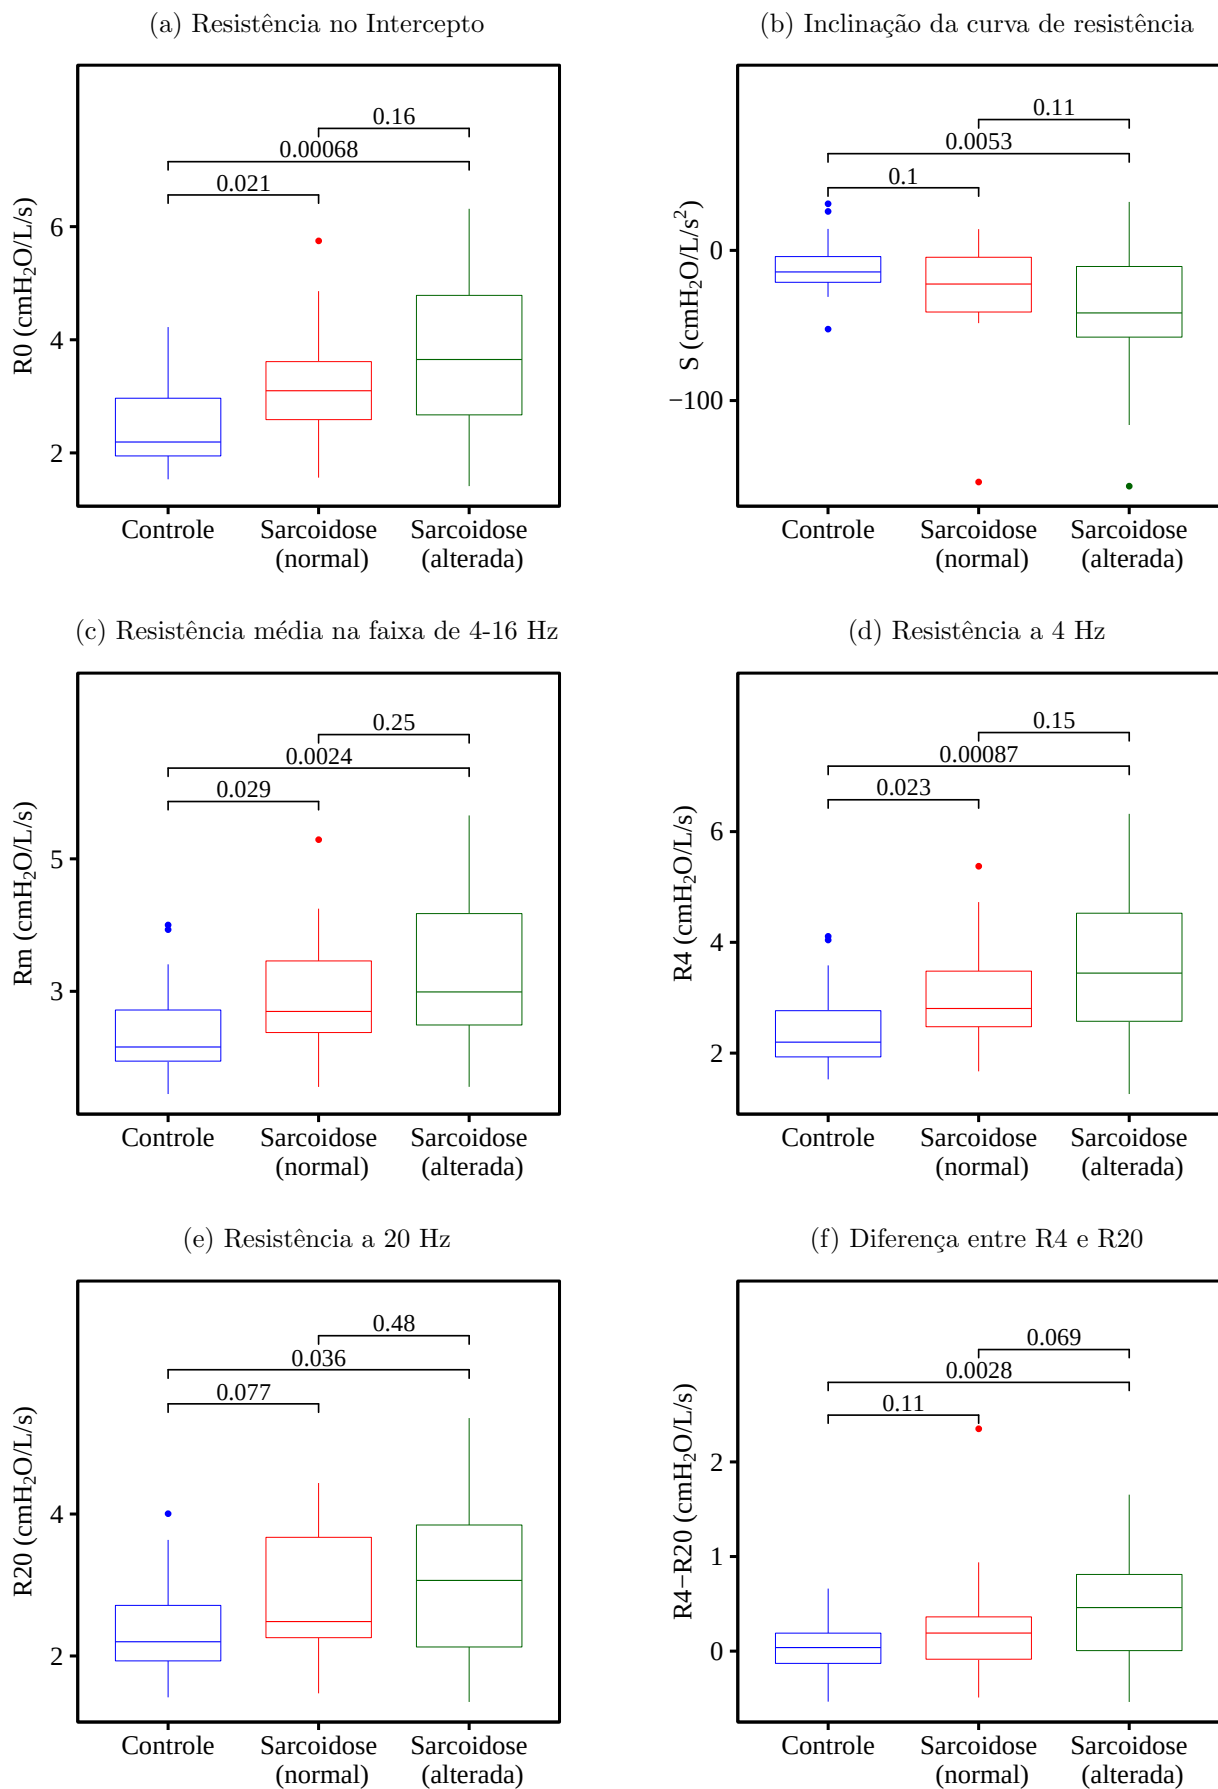 (a) Resistência no Intercepto
0.16
0.00068
0.021
R0 (cmH₂O/L/s)
6
4
2
Controle
Sarcoidose
(normal)
Sarcoidose
(alterada)
(b) Inclinação da curva de resistência
0.11
0.0053
0.1
S (cmH₂O/L/s²)
0
−100
Controle
Sarcoidose
(normal)
Sarcoidose
(alterada)
(c) Resistência média na faixa de 4-16 Hz
0.25
0.0024
0.029
Rm (cmH₂O/L/s)
5
3
Controle
Sarcoidose
(normal)
Sarcoidose
(alterada)
(d) Resistência a 4 Hz
0.15
0.00087
0.023
R4 (cmH₂O/L/s)
6
4
2
Controle
Sarcoidose
(normal)
Sarcoidose
(alterada)
(e) Resistência a 20 Hz
0.48
0.036
0.077
R20 (cmH₂O/L/s)
4
2
Controle
Sarcoidose
(normal)
Sarcoidose
(alterada)
(f) Diferença entre R4 e R20
0.069
0.0028
0.11
R4−R20 (cmH₂O/L/s)
2
1
0
Controle
Sarcoidose
(normal)
Sarcoidose
(alterada)